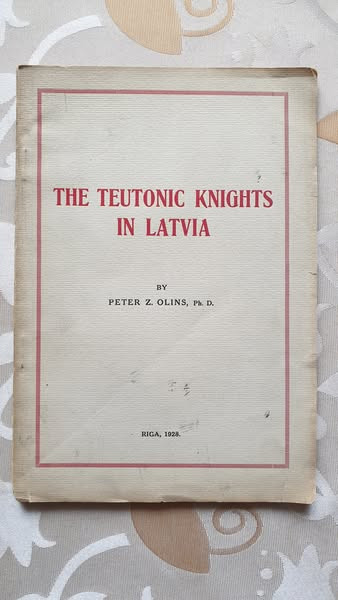 THE TEUTONIC KNIGHTS
IN LATVIA
BY
PETER Z. OLINS, Ph. D.
RIGA, 1928.